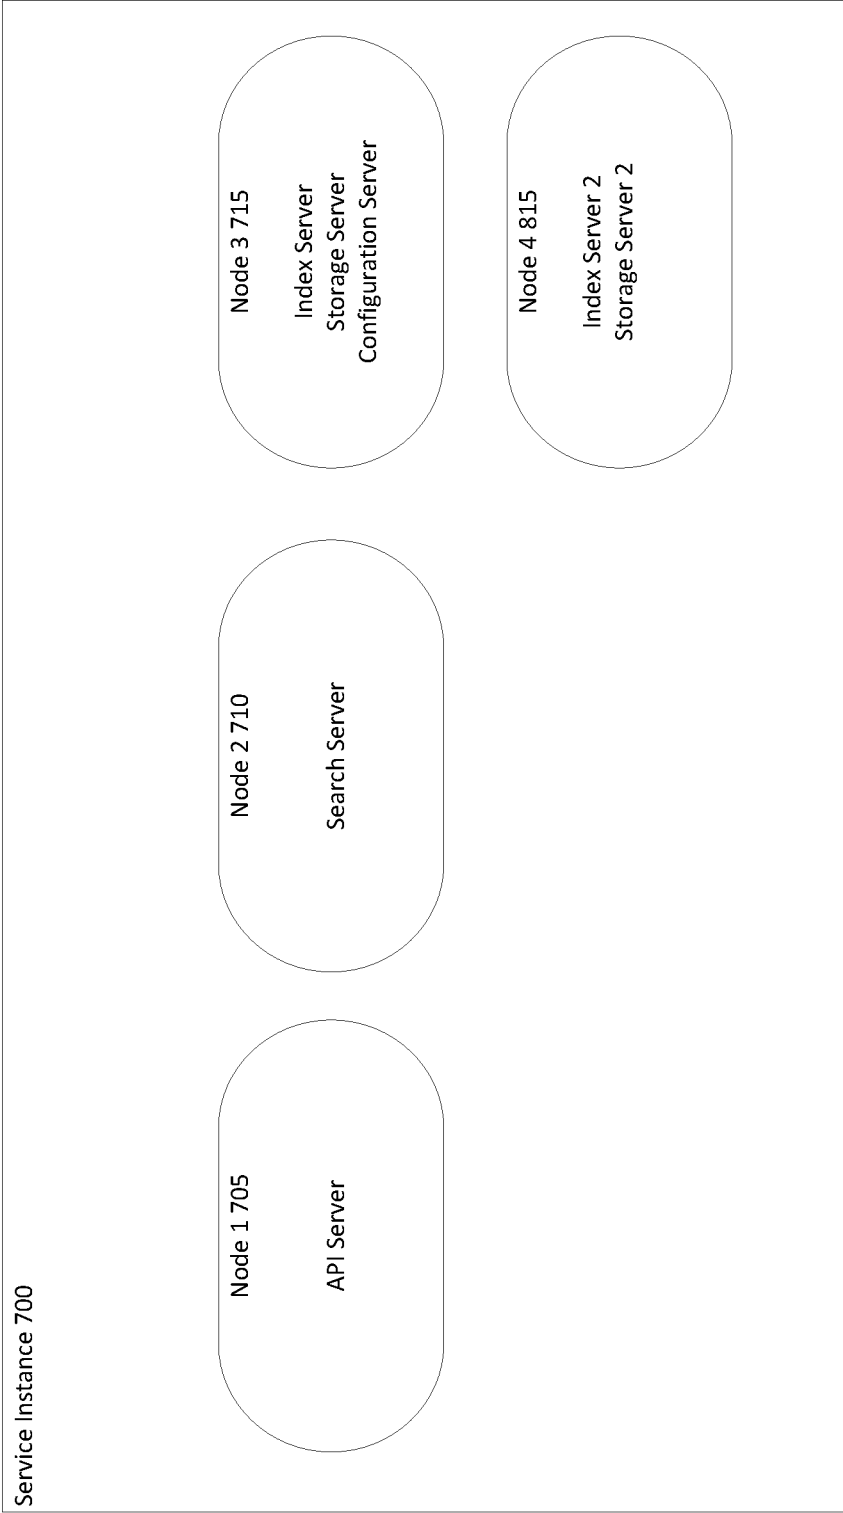 Service Instance 700
Node 1 705
API Server
Node 2 710
Search Server
Node 3 715
Index Server
Storage Server
Configuration Server
Node 4 815
Index Server 2
Storage Server 2